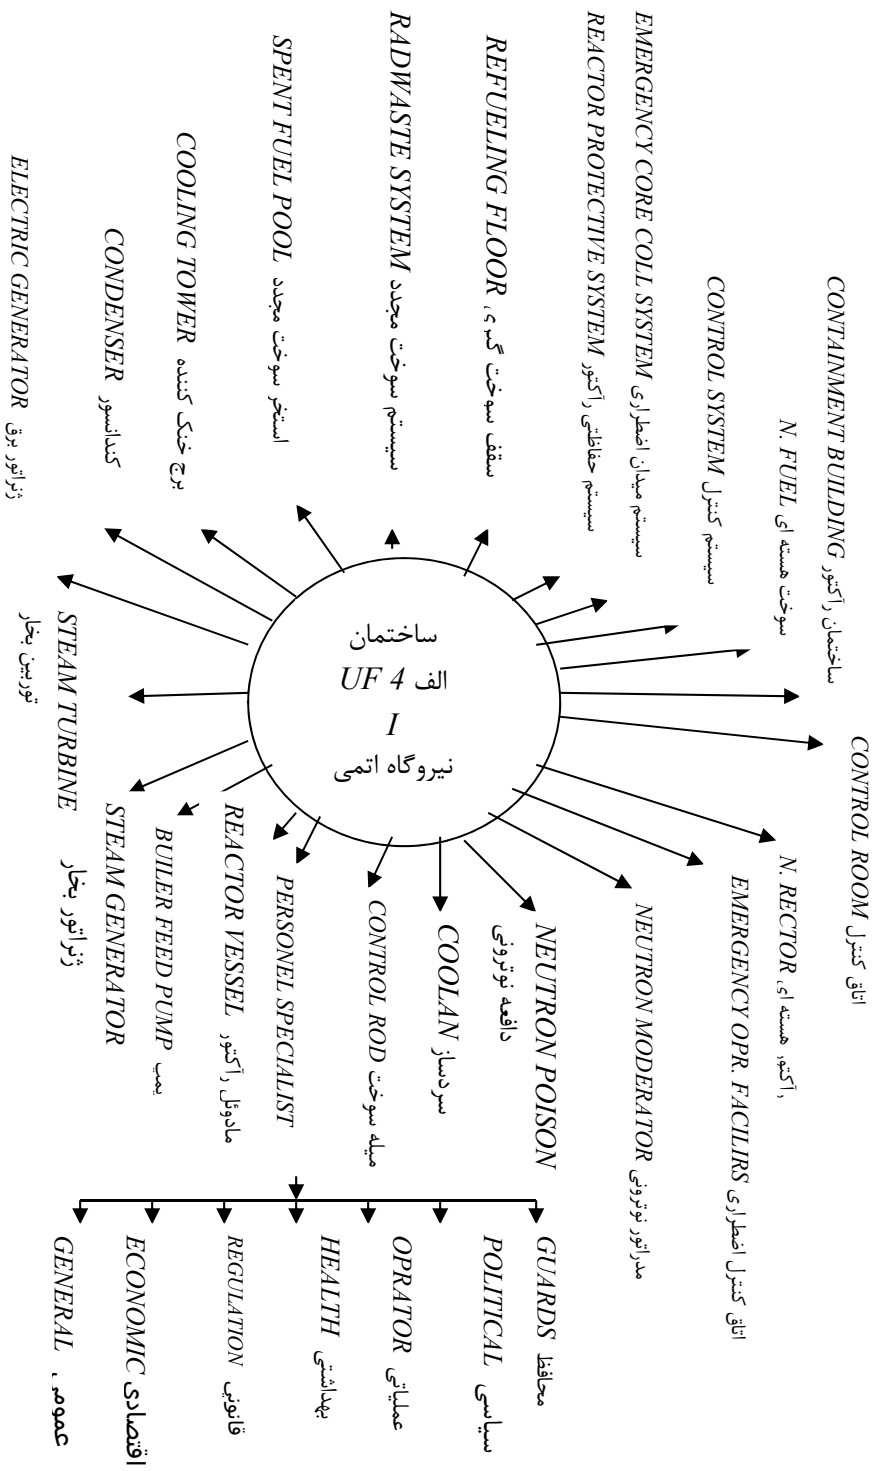 CONTAINMENT BUILDING ساختمان رآکتور
N. FUEL سوخت هسته ای
CONTROL SYSTEM سیستم کنترل
EMERGENCY CORE COLL SYSTEM سیستم میدان اضطراری
REACTOR PROTECTIVE SYSTEM سیستم حفاظتی رآکتور
REFUELING FLOOR سقف سوخت گیری
RADWASTE SYSTEM سیستم سوخت مجدد
SPENT FUEL POOL استخر سوخت مجدد
COOLING TOWER برج خنک کننده
CONDENSER کندانسور
ELECTRIC GENERATOR ژنراتور برق
ساختمان
الف UF 4
I
نیروگاه اتمی
CONTROL ROOM اتاق کنترل
N. RECTOR رآکتور هسته ای
EMERGENCY OPR. FACILIRS اتاق کنترل اضطراری
NEUTRON MODERATOR مدراتور نوترونی
NEUTRON POISON
دافعه نوترونی
COOLAN سردساز
CONTROL ROD میله سوخت
PERSONEL SPECIALIST
REACTOR VESSEL مادوئل رآکتور
BUILER FEED PUMP پمپ
STEAM GENERATOR
ژنراتور بخار
STEAM TURBINE
توربین بخار
GUARDS محافظ
POLITICAL سیاسی
OPRATOR عملیاتی
HEALTH بهداشتی
REGULATION قانونی
ECONOMIC اقتصادی
GENERAL عمومی